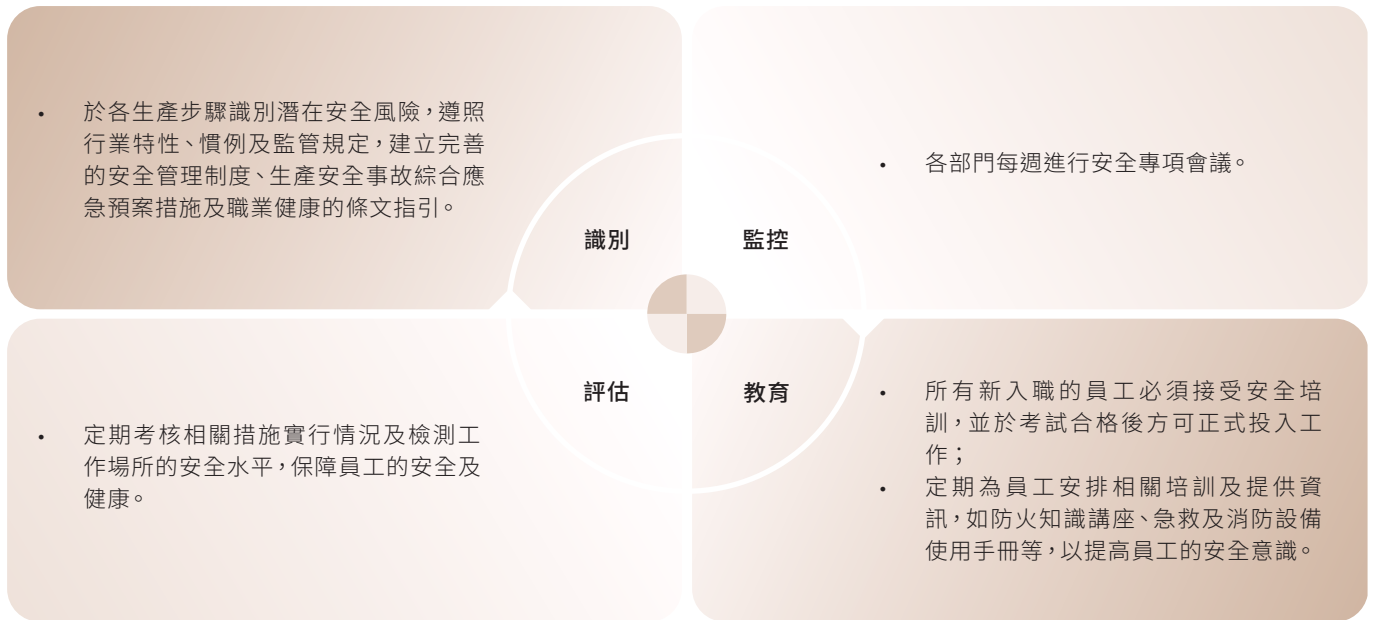 • 於各生產步驟識別潛在安全風險，遵照
行業特性、慣例及監管規定，建立完善
的安全管理制度、生產安全事故綜合應
急預案措施及職業健康的條文指引。
識別
• 各部門每週進行安全專項會議。
監控
評估
• 定期考核相關措施實行情況及檢測工
作場所的安全水平，保障員工的安全及
健康。
教育
• 所有新入職的員工必須接受安全培
訓，並於考試合格後方可正式投入工
作；
• 定期為員工安排相關培訓及提供資
訊，如防火知識講座、急救及消防設備
使用手冊等，以提高員工的安全意識。